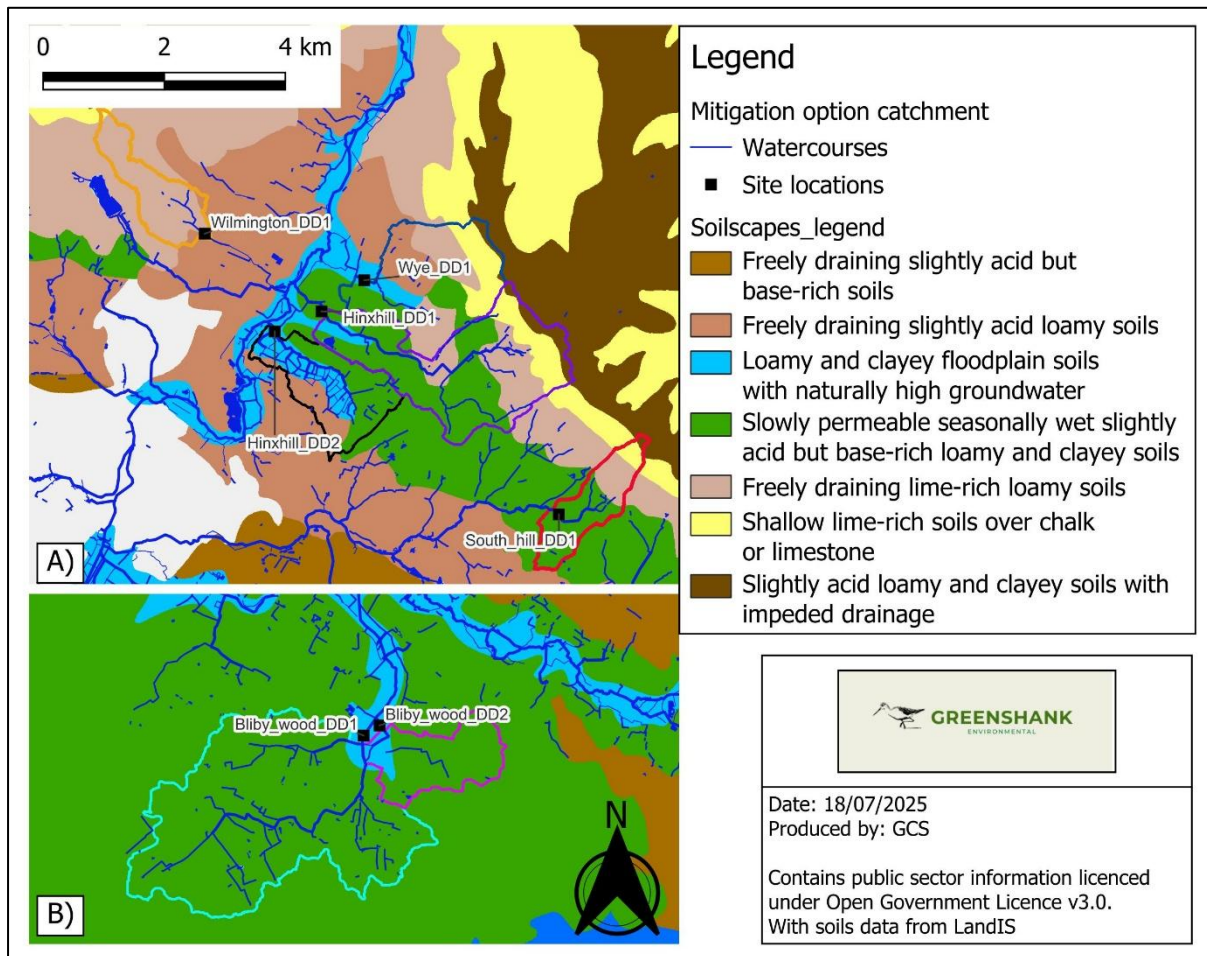 0 2 4 km
Wilmington_DD1
Wye_DD1
Hinxhill_DD1
Hinxhill_DD2
South_hill_DD1
A)
Bliby_wood_DD1
Bliby_wood_DD2
N
B)
Legend
Mitigation option catchment
Watercourses
Site locations
Soilscapes_legend
Freely draining slightly acid but
base-rich soils
Freely draining slightly acid loamy soils
Loamy and clayey floodplain soils
with naturally high groundwater
Slowly permeable seasonally wet slightly
acid but base-rich loamy and clayey soils
Freely draining lime-rich loamy soils
Shallow lime-rich soils over chalk
or limestone
Slightly acid loamy and clayey soils with
impeded drainage
GREENSHANK
ENVIRONMENTAL
Date: 18/07/2025
Produced by: GCS
Contains public sector information licenced
under Open Government Licence v3.0.
With soils data from LandIS